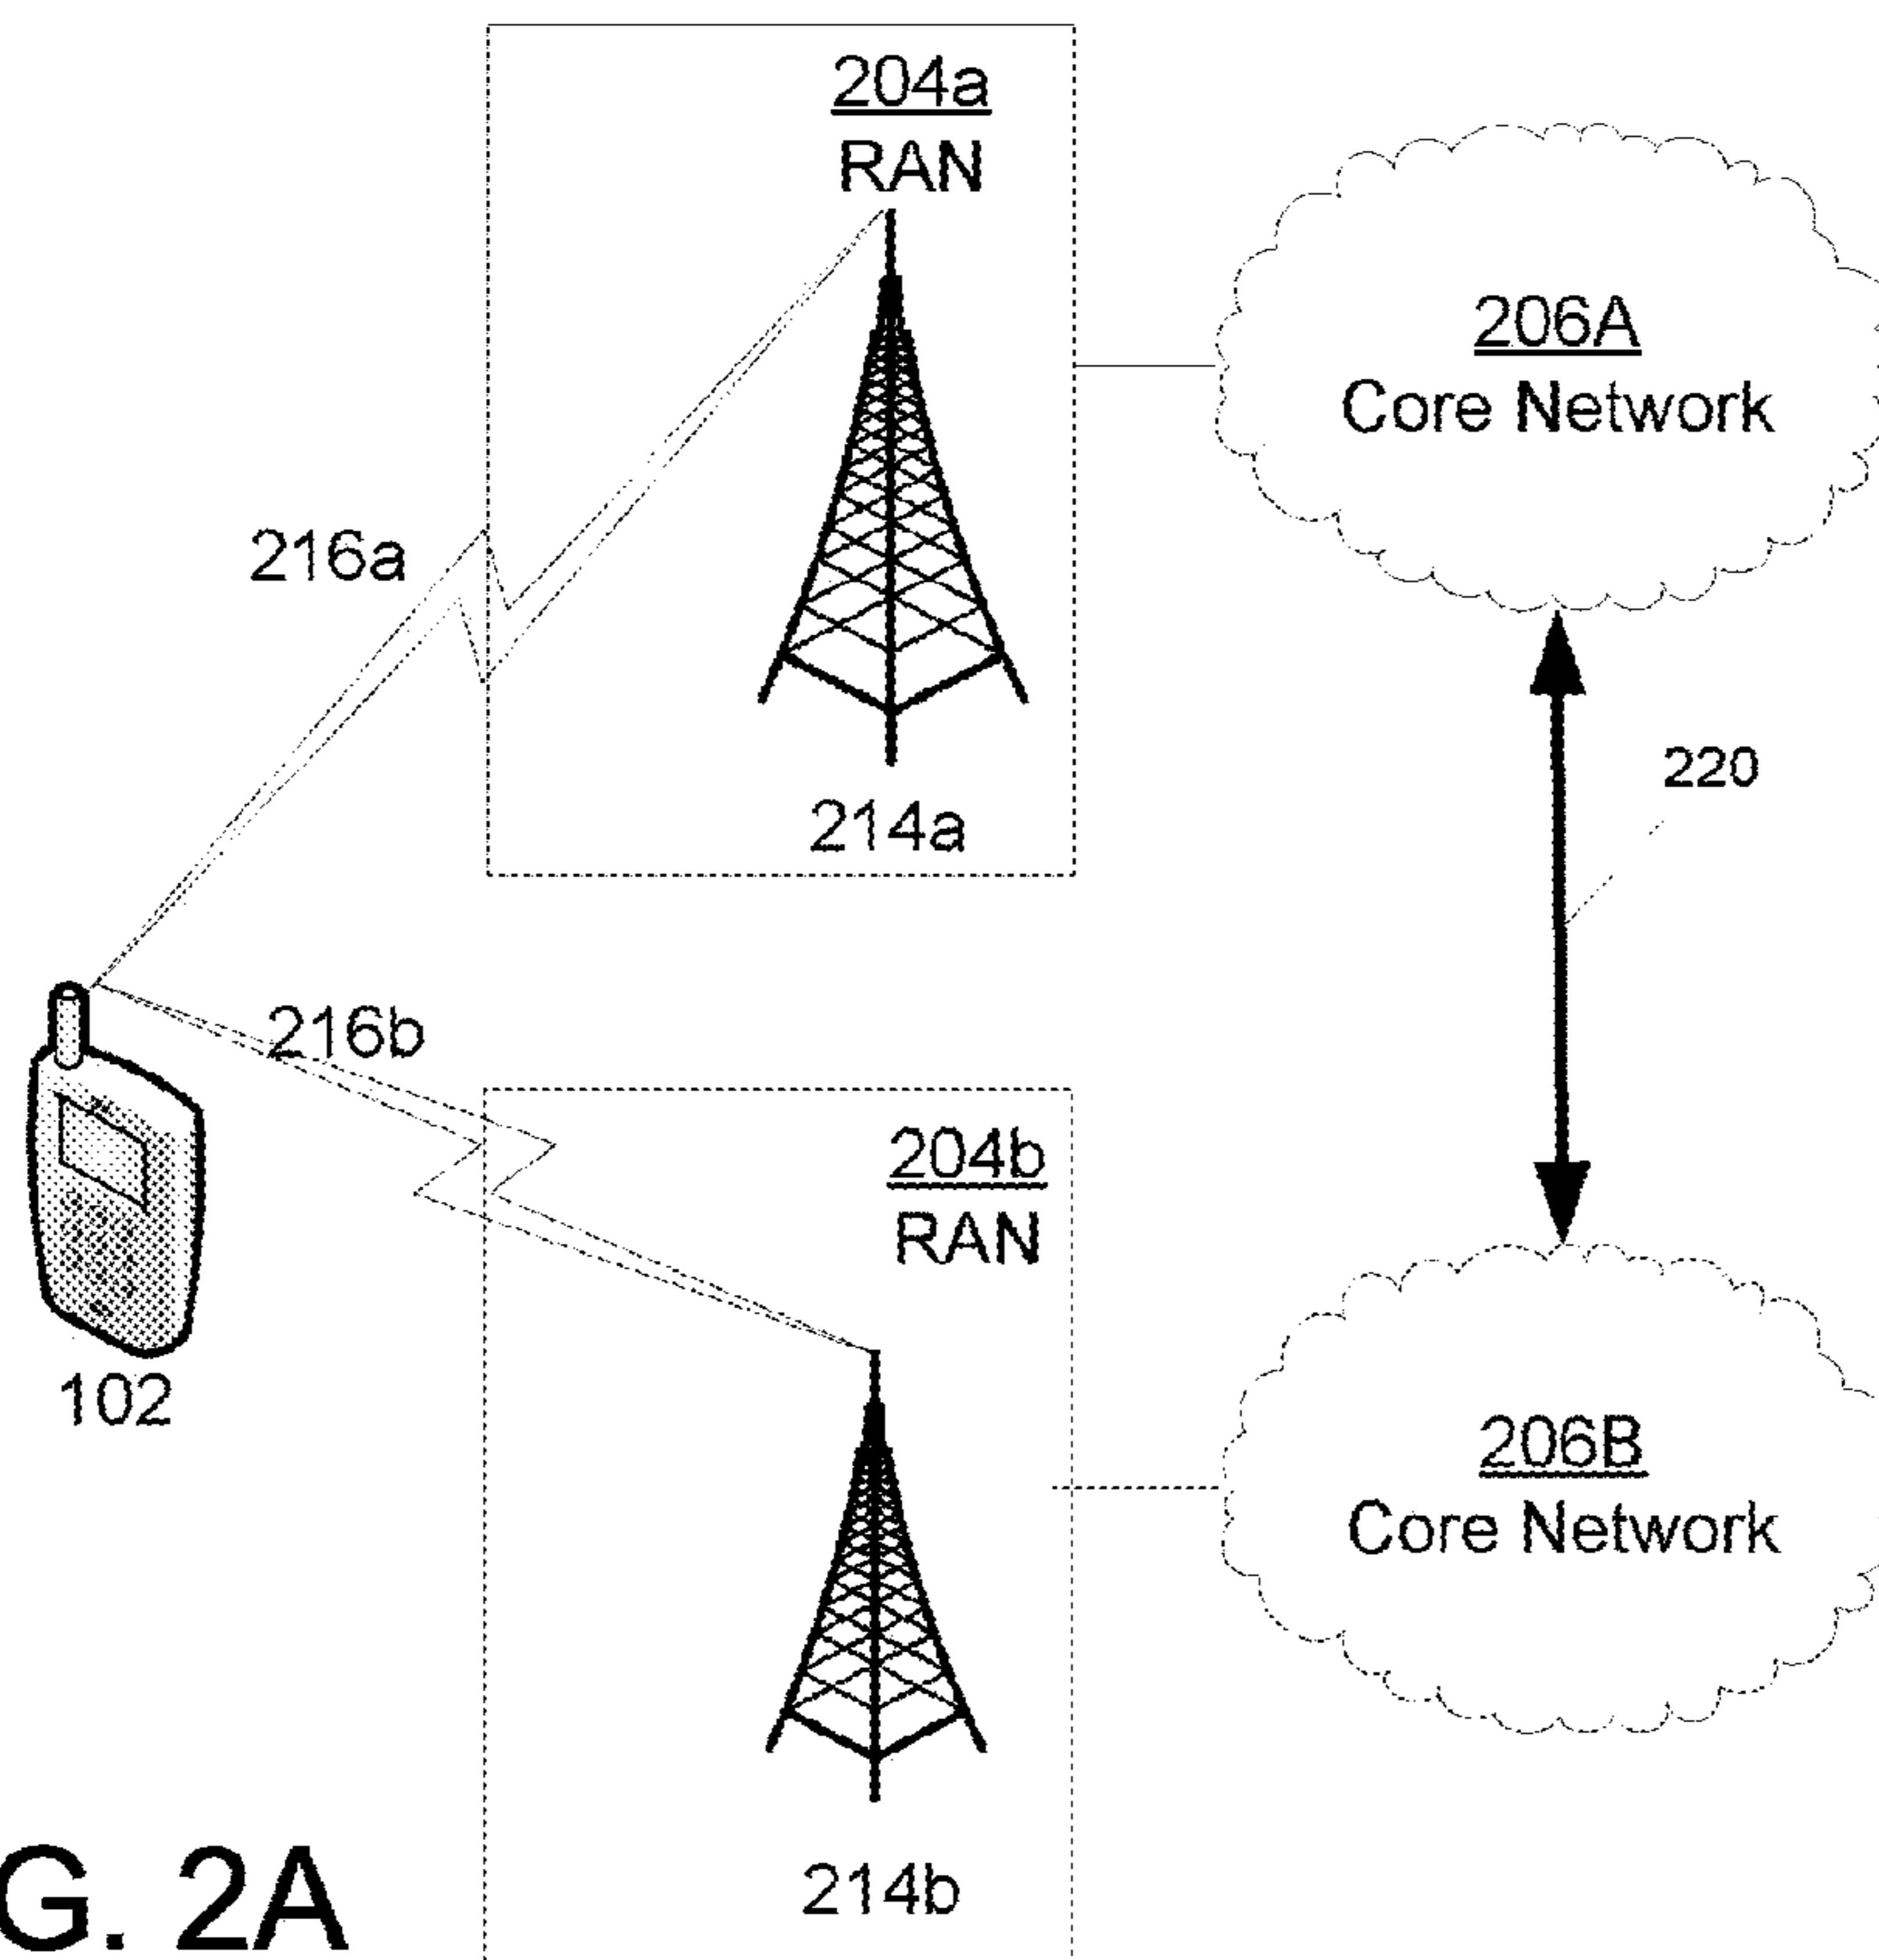 204a
RAN
206A
Core Network
216a
220
214a
216b
204b
RAN
102
206B
Core Network
214b
G. 2A